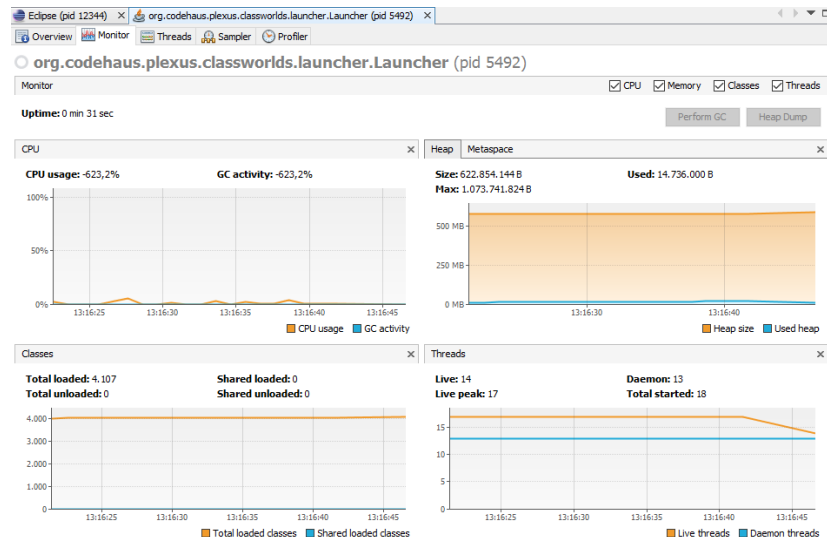 Eclipse (pid 12344) org.codehaus.plexus.classworlds.launcher.Launcher (pid 5492)
Overview Monitor Threads Sampler Profiler
org.codehaus.plexus.classworlds.launcher.Launcher (pid 5492)
Monitor CPU Memory Classes Threads
Uptime: 0 min 31 sec
Perform GC Heap Dump
CPU
CPU usage: -623,2% GC activity: -623,2%
100%
50%
0%
13:16:25 13:16:30 13:16:35 13:16:40 13:16:45
CPU usage GC activity
Heap Metaspace
Size: 622.854.144 B Used: 14.736.000 B
Max: 1.073.741.824 B
500 MB
250 MB
0 MB
13:16:30 13:16:40
Heap size Used heap
Classes
Total loaded: 4.107 Shared loaded: 0
Total unloaded: 0 Shared unloaded: 0
4.000
3.000
2.000
1.000
0
13:16:25 13:16:30 13:16:35 13:16:40 13:16:45
Total loaded classes Shared loaded classes
Threads
Live: 14 Daemon: 13
Live peak: 17 Total started: 18
15
10
5
0
13:16:25 13:16:30 13:16:35 13:16:40 13:16:45
Live threads Daemon threads